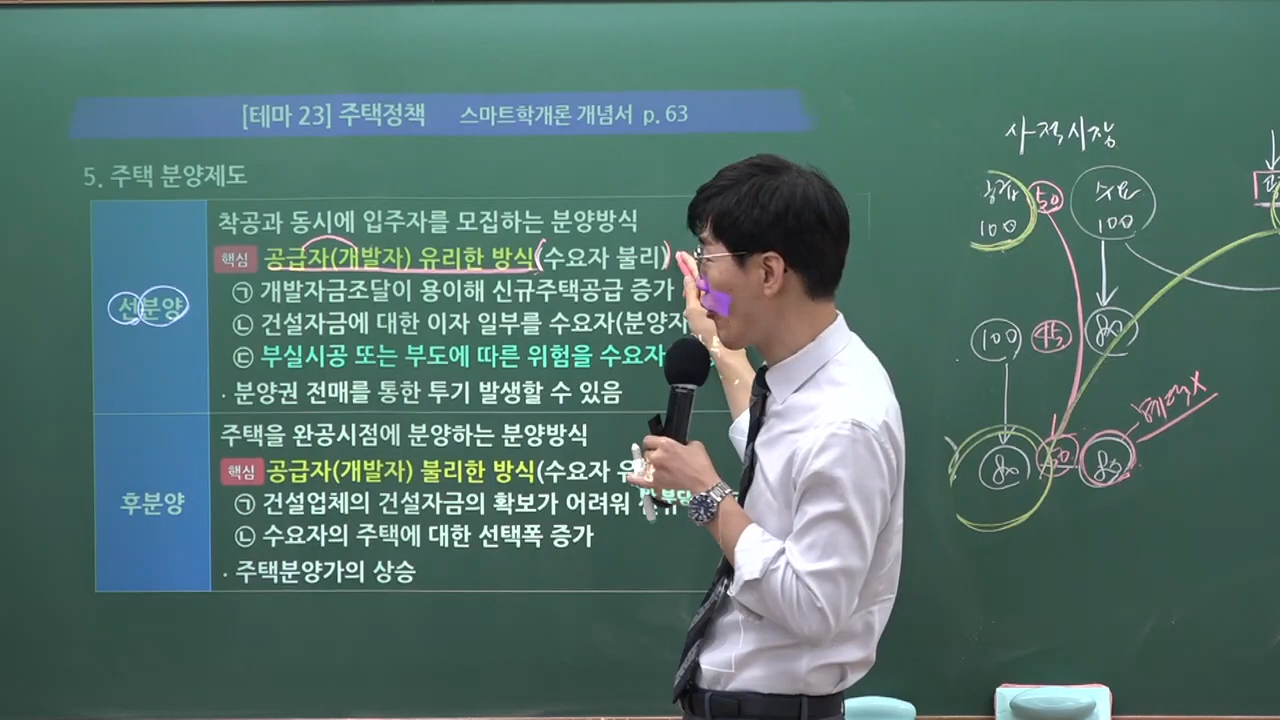 [테마 23] 주택정책 스마트학개론 개념서 p. 63
5. 주택 분양제도
선분양
착공과 동시에 입주자를 모집하는 분양방식
핵심 공급자(개발자) 유리한 방식(수요자 불리)
㉠ 개발자금조달이 용이해 신규주택공급 증가
㉡ 건설자금에 대한 이자 일부를 수요자(분양자
㉢ 부실시공 또는 부도에 따른 위험을 수요자
· 분양권 전매를 통한 투기 발생할 수 있음
후분양
주택을 완공시점에 분양하는 분양방식
핵심 공급자(개발자) 불리한 방식(수요자 유
㉠ 건설업체의 건설자금의 확보가 어려워
㉡ 수요자의 주택에 대한 선택폭 증가
· 주택분양가의 상승
사적시장
공급 50 수요
100 100
100 45 80
80 50 80 혜택X